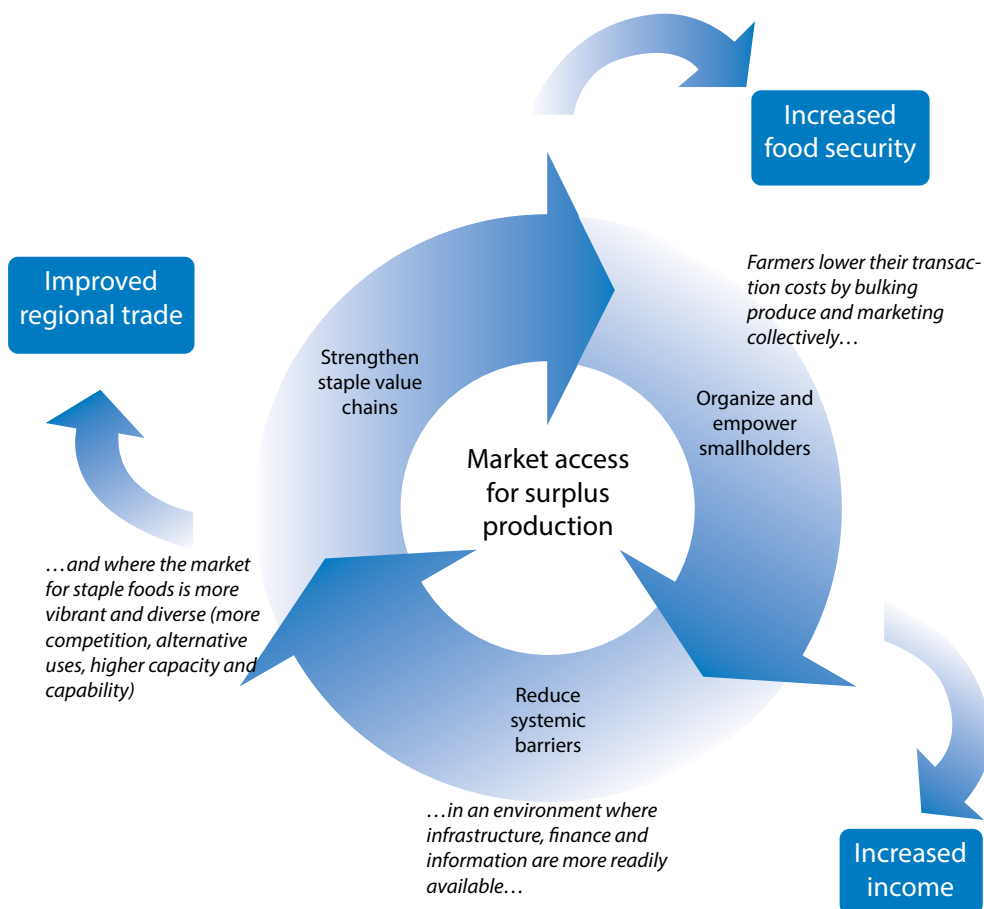 Increased
food security
Improved
regional trade
Farmers lower their transac-
tion costs by bulking
produce and marketing
collectively…
Strengthen
staple value
chains
Organize and
empower
smallholders
Market access
for surplus
production
…and where the market
for staple foods is more
vibrant and diverse (more
competition, alternative
uses, higher capacity and
capability)
Reduce
systemic
barriers
…in an environment where
infrastructure, finance and
information are more readily
available…
Increased
income